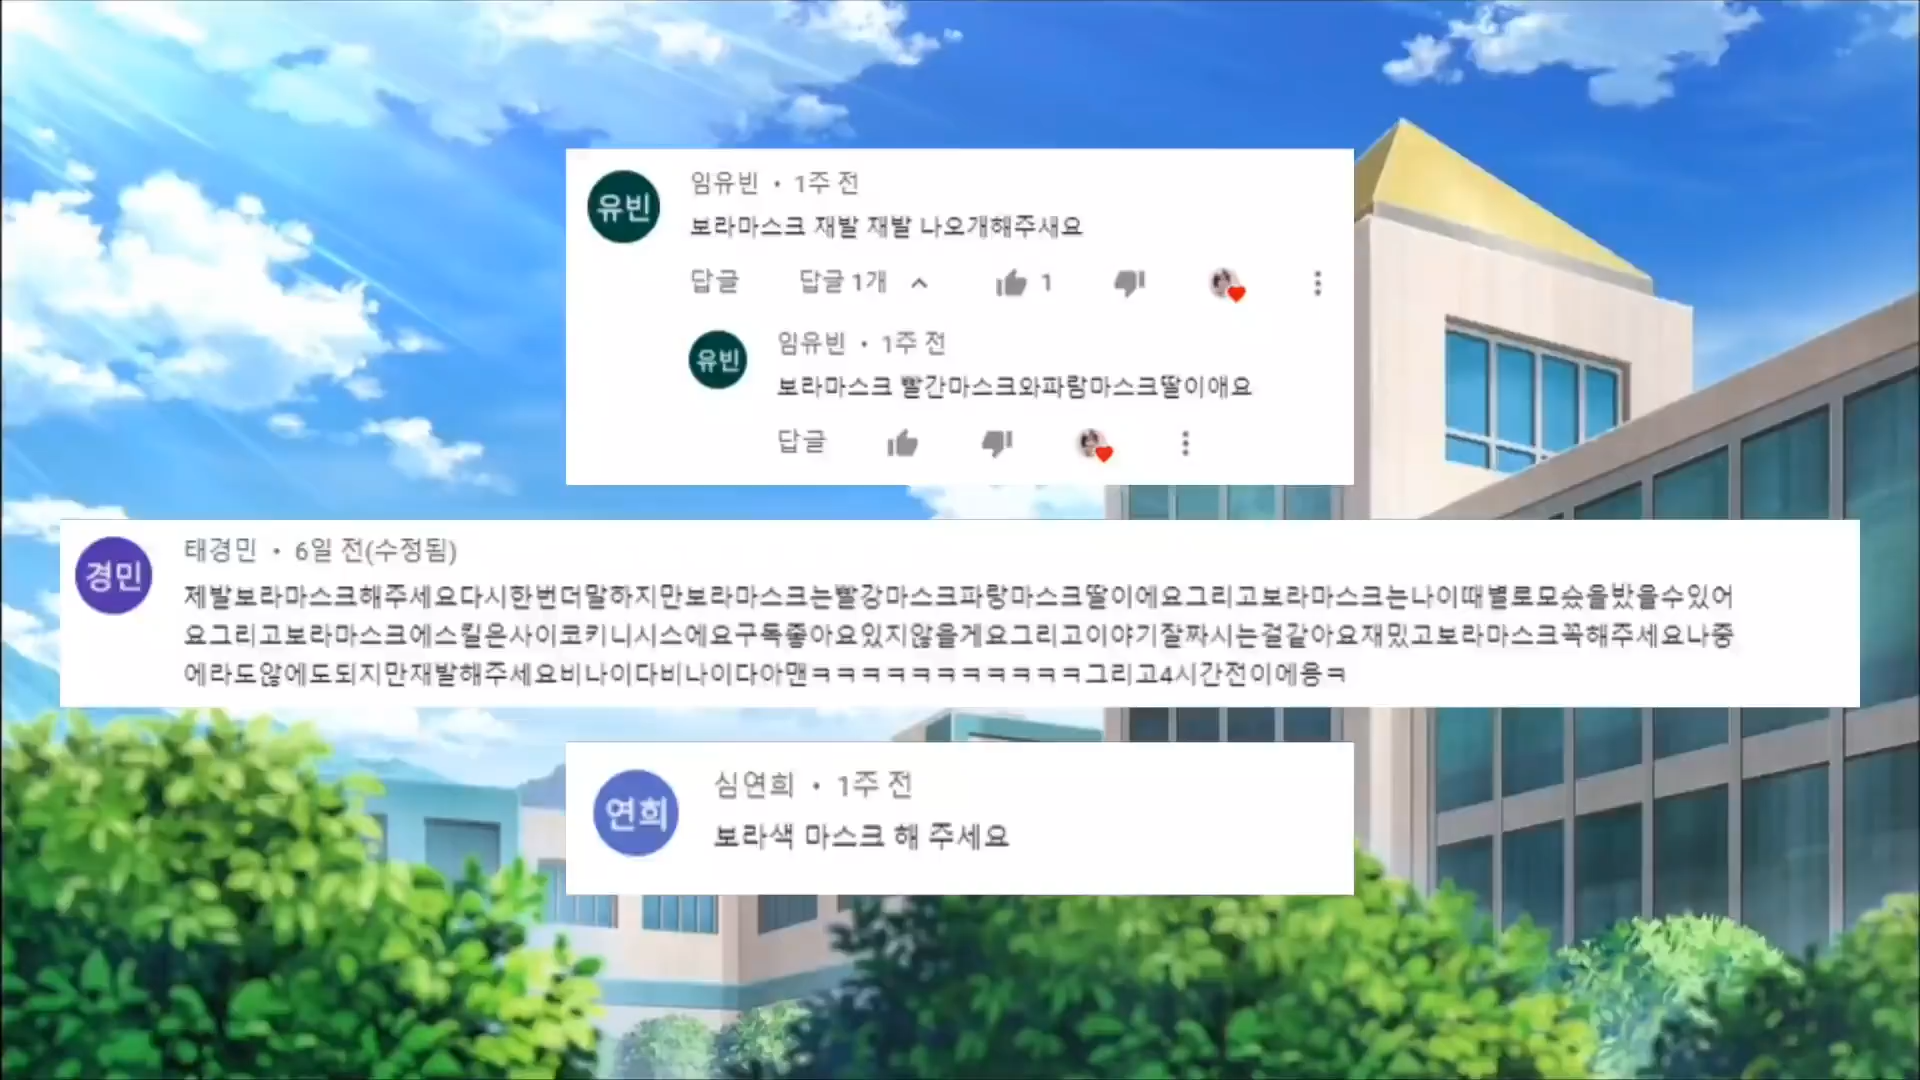 유빈
임유빈 • 1주 전
보라마스크 재발 재발 나오개해주새요
답글 답글 1개 1
유빈
임유빈 • 1주 전
보라마스크 빨간마스크와파랑마스크딸이애요
답글
경민
태경민 • 6일 전(수정됨)
제발보라마스크해주세요다시한번더말하지만보라마스크는빨강마스크파랑마스크딸이에요그리고보라마스크는나이때별로모슾을밨을수있어
요그리고보라마스크에스킬은사이코키니시스에요구독좋아요있지않을게요그리고이야기잘짜시는걸같아요재밌고보라마스크꼭해주세요나중
에라도않에도되지만재발해주세요비나이다비나이다아맨ㅋㅋㅋㅋㅋㅋㅋㅋㅋㅋㅋ그리고4시간전이에용ㅋ
연희
심연희 • 1주 전
보라색 마스크 해 주세요